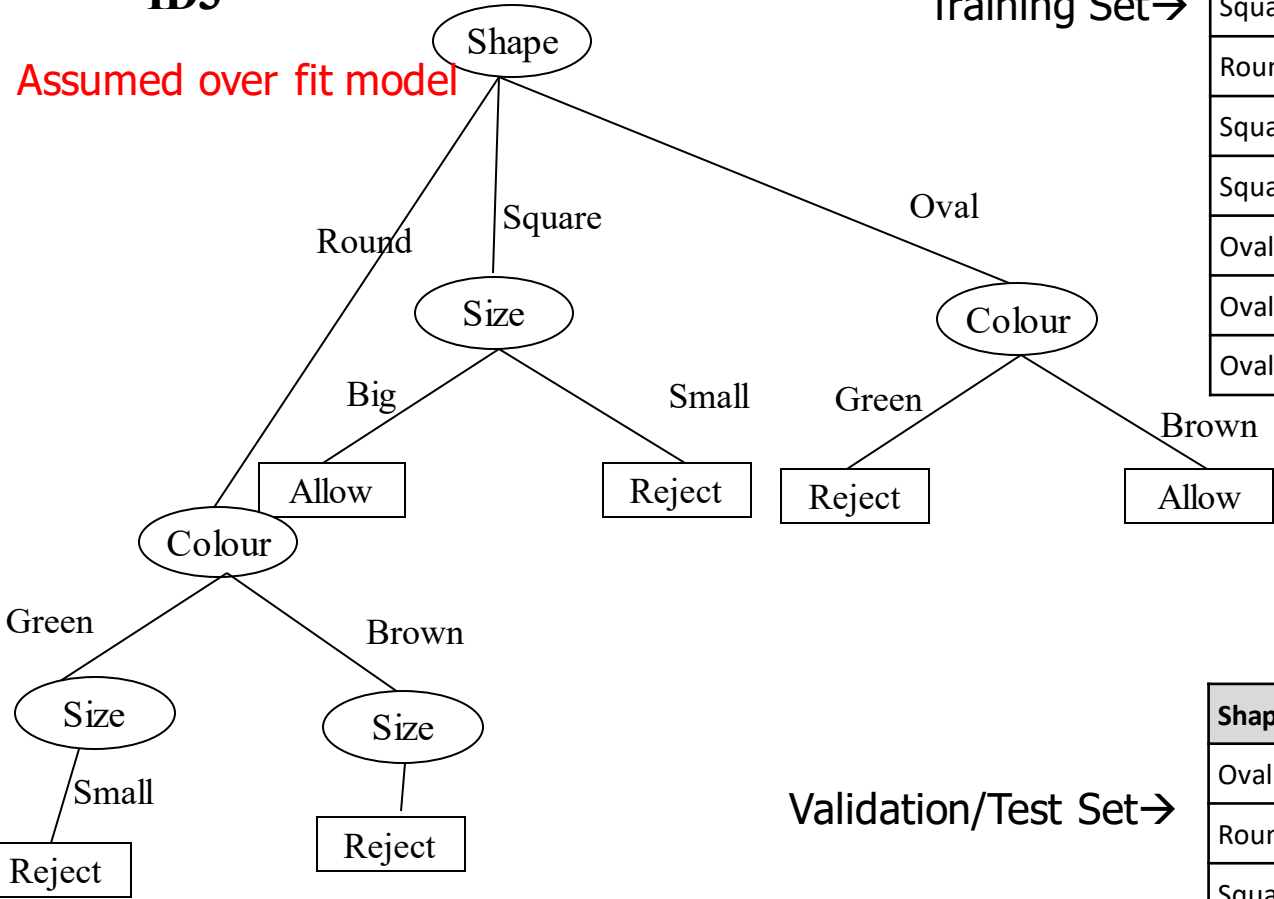 Training Set→
Shape
Assumed over fit model
Oval
Oval
Oval
Round
Square
Oval
Size
Colour
Big
Small
Green
Brown
Allow
Reject
Reject
Allow
Colour
Green
Brown
Size
Size
Small
Reject
Reject
Validation/Test Set→
Oval